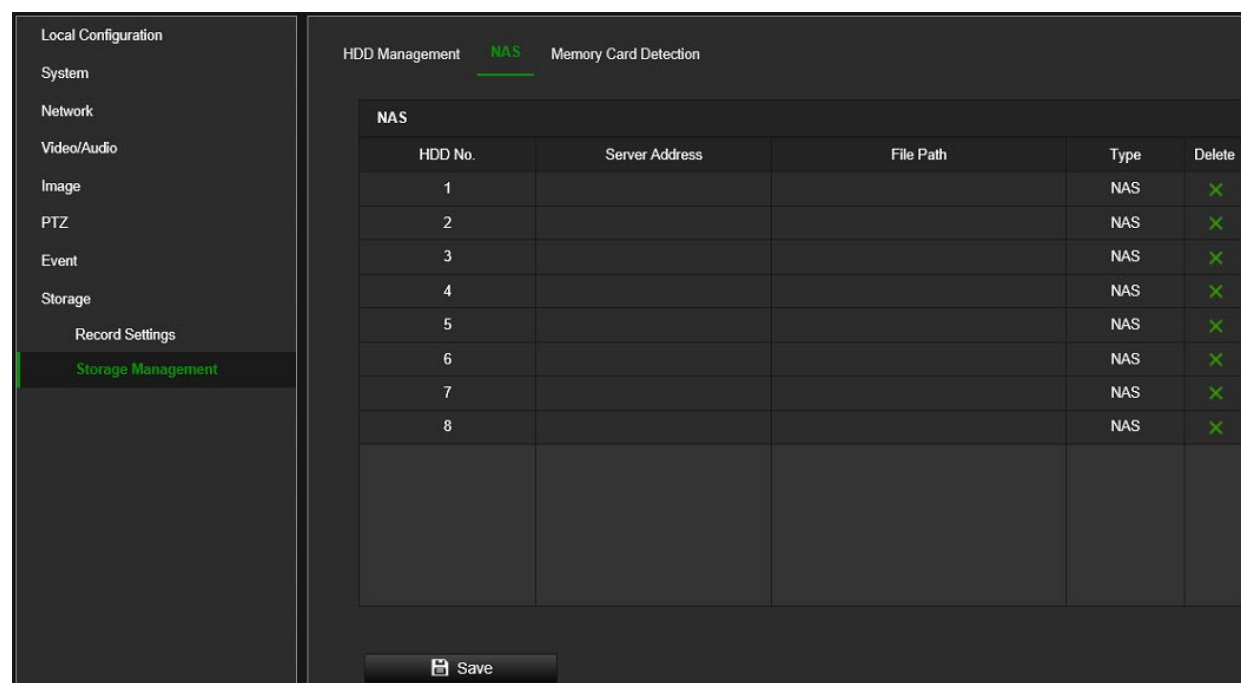 Local Configuration
System
Network
Video/Audio
Image
PTZ
Event
Storage
Record Settings
Storage Management
HDD Management NAS Memory Card Detection
NAS
HDD No. Server Address File Path Type Delete
1 NAS
2 NAS
3 NAS
4 NAS
5 NAS
6 NAS
7 NAS
8 NAS
Save